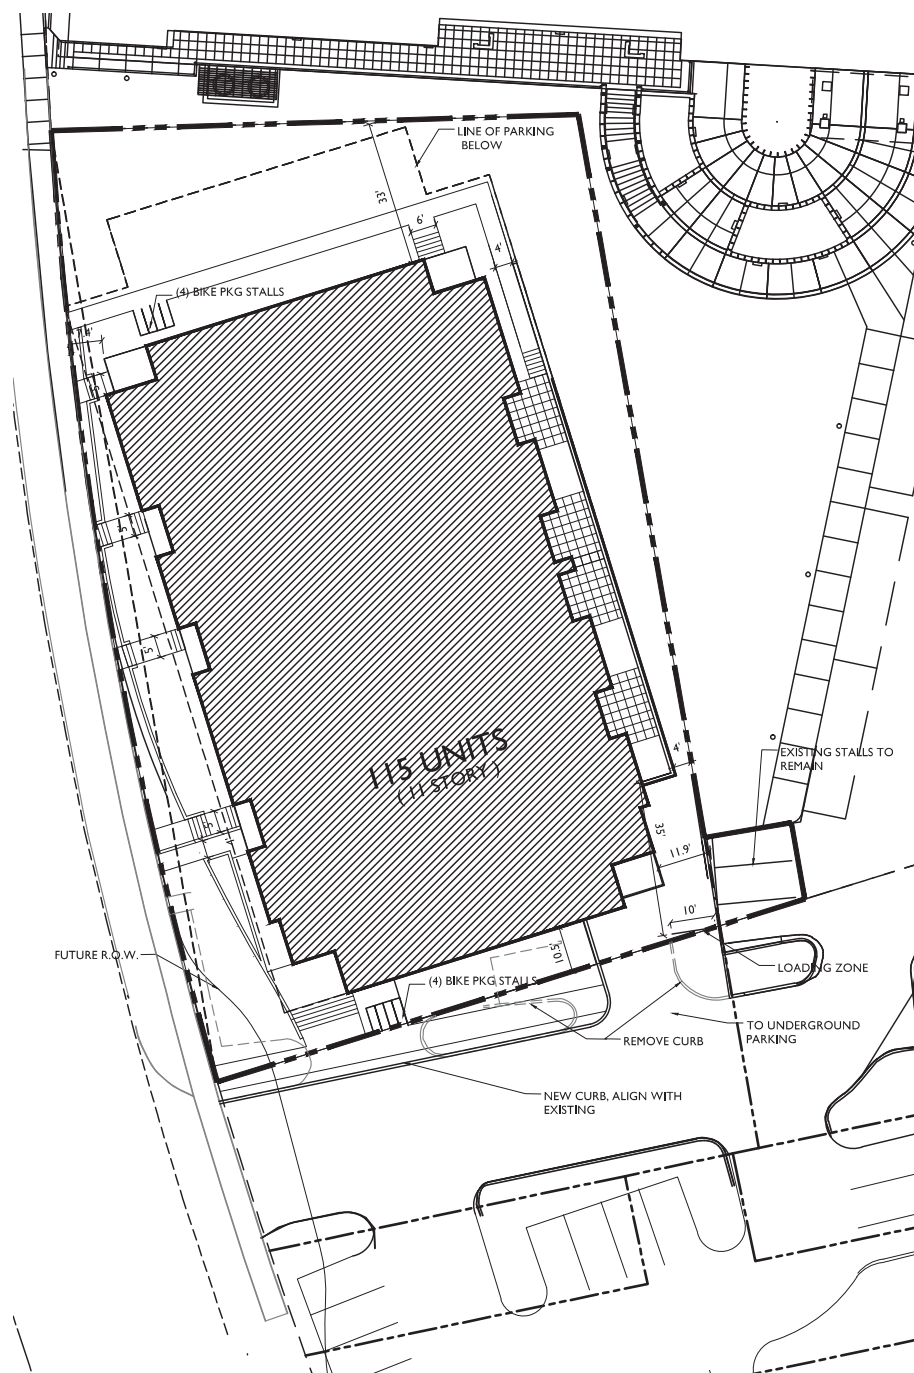 LINE OF PARKING
BELOW
33'
6'
4'
(4) BIKE PKG STALLS
4'
5'
5'
115 UNITS
( 11 STORY )
4'
EXISTING STALLS TO
REMAIN
5'
35'
11.9'
10'
FUTURE R.O.W.
10.5'
LOADING ZONE
(4) BIKE PKG STALLS
TO UNDERGROUND
PARKING
REMOVE CURB
NEW CURB, ALIGN WITH
EXISTING